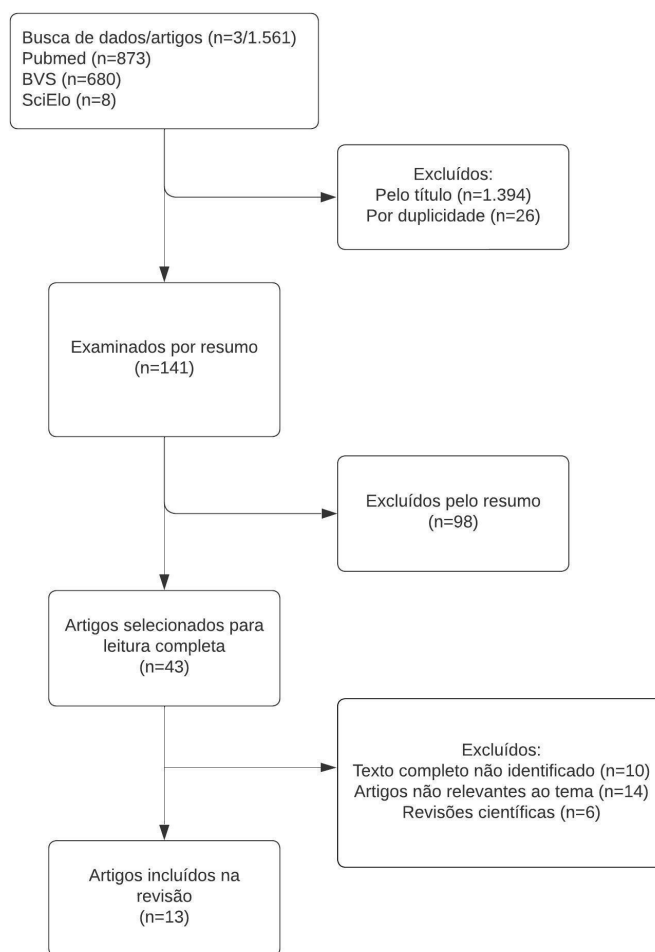 Busca de dados/artigos (n=3/1.561)
Pubmed (n=873)
BVS (n=680)
SciElo (n=8)
Excluídos:
Pelo título (n=1.394)
Por duplicidade (n=26)
Examinados por resumo
(n=141)
Excluídos pelo resumo
(n=98)
Artigos selecionados para
leitura completa
(n=43)
Excluídos:
Texto completo não identificado (n=10)
Artigos não relevantes ao tema (n=14)
Revisões científicas (n=6)
Artigos incluídos na
revisão
(n=13)